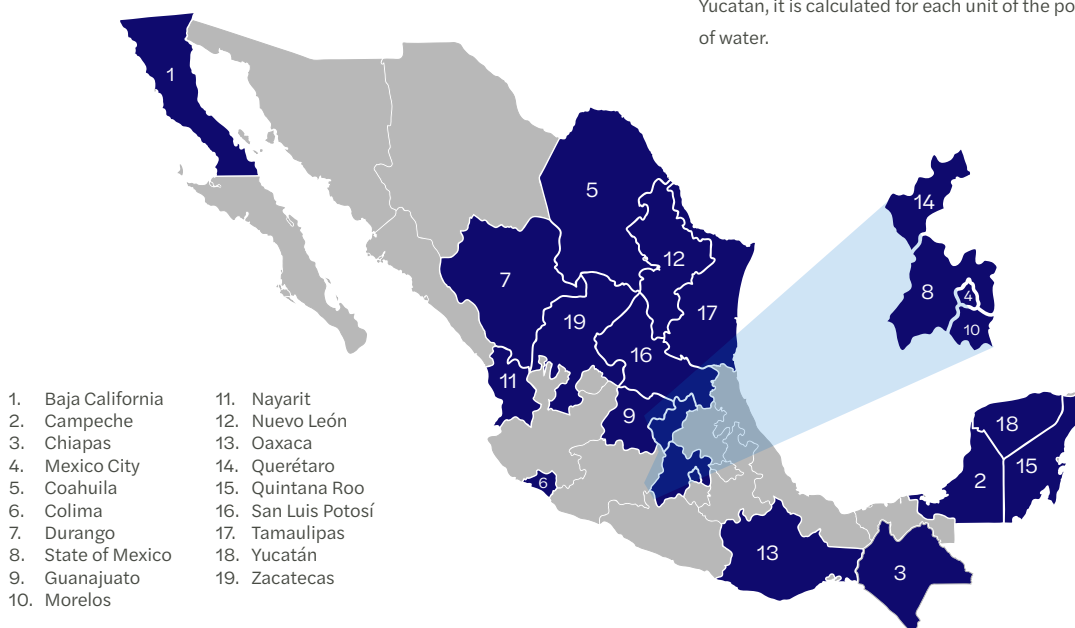 Yucatan, it is calculated for each unit of the po
of water.
1
5
14
12
7
8
4
17
19
10
16
11
9
18
15
2
6
13
3
1. Baja California
2. Campeche
3. Chiapas
4. Mexico City
5. Coahuila
6. Colima
7. Durango
8. State of Mexico
9. Guanajuato
10. Morelos
11. Nayarit
12. Nuevo León
13. Oaxaca
14. Querétaro
15. Quintana Roo
16. San Luis Potosí
17. Tamaulipas
18. Yucatán
19. Zacatecas